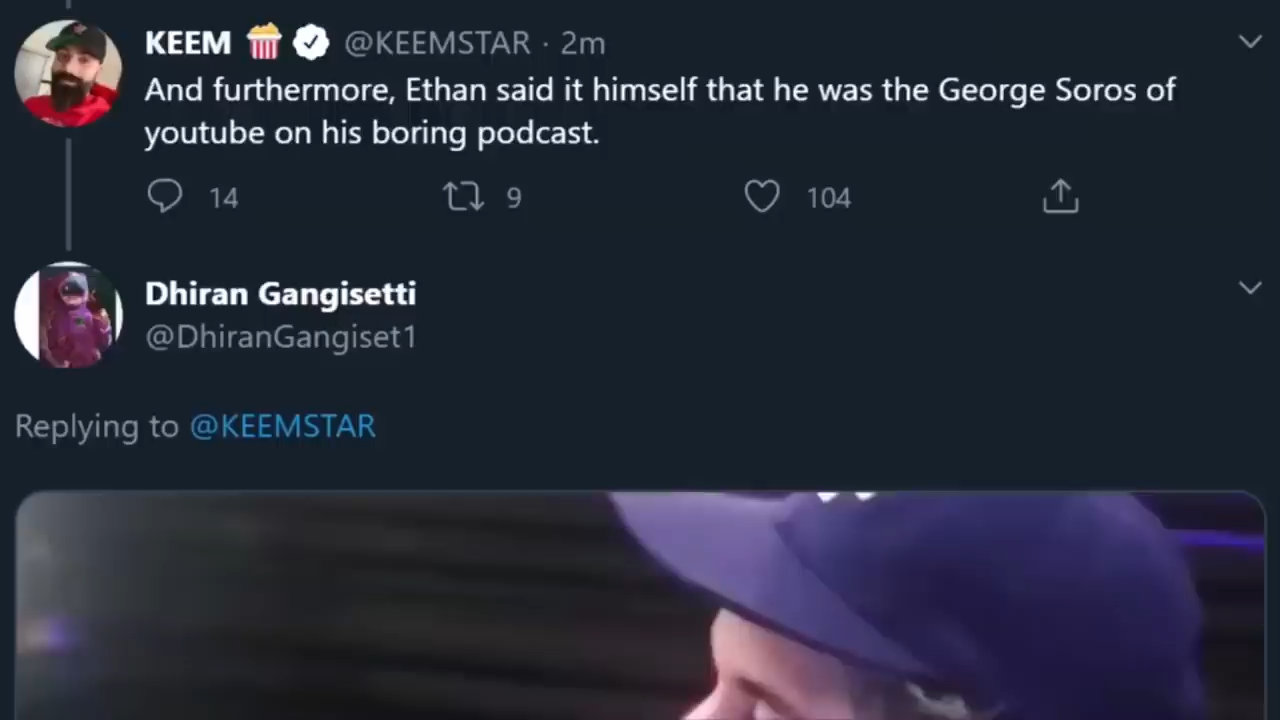 KEEM 🍿 @KEEMSTAR · 2m
And furthermore, Ethan said it himself that he was the George Soros of
youtube on his boring podcast.
14 9 104
Dhiran Gangisetti
@DhiranGangiset1
Replying to @KEEMSTAR